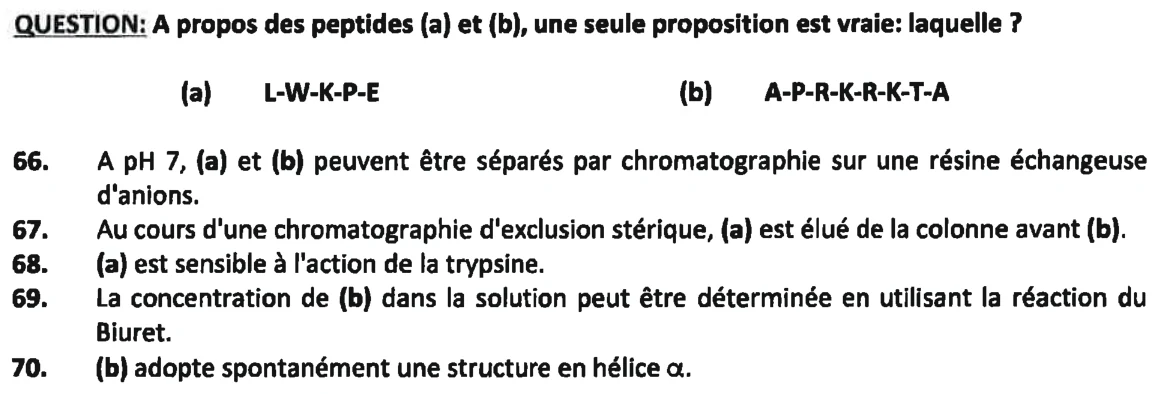 QUESTION: A propos des peptides (a) et (b), une seule proposition est vraie: laquelle ?
(a) L-W-K-P-E (b) A-P-R-K-R-K-T-A
66. A pH 7, (a) et (b) peuvent être séparés par chromatographie sur une résine échangeuse
d'anions.
67. Au cours d'une chromatographie d'exclusion stérique, (a) est élué de la colonne avant (b).
68. (a) est sensible à l'action de la trypsine.
69. La concentration de (b) dans la solution peut être déterminée en utilisant la réaction du
Biuret.
70. (b) adopte spontanément une structure en hélice α.